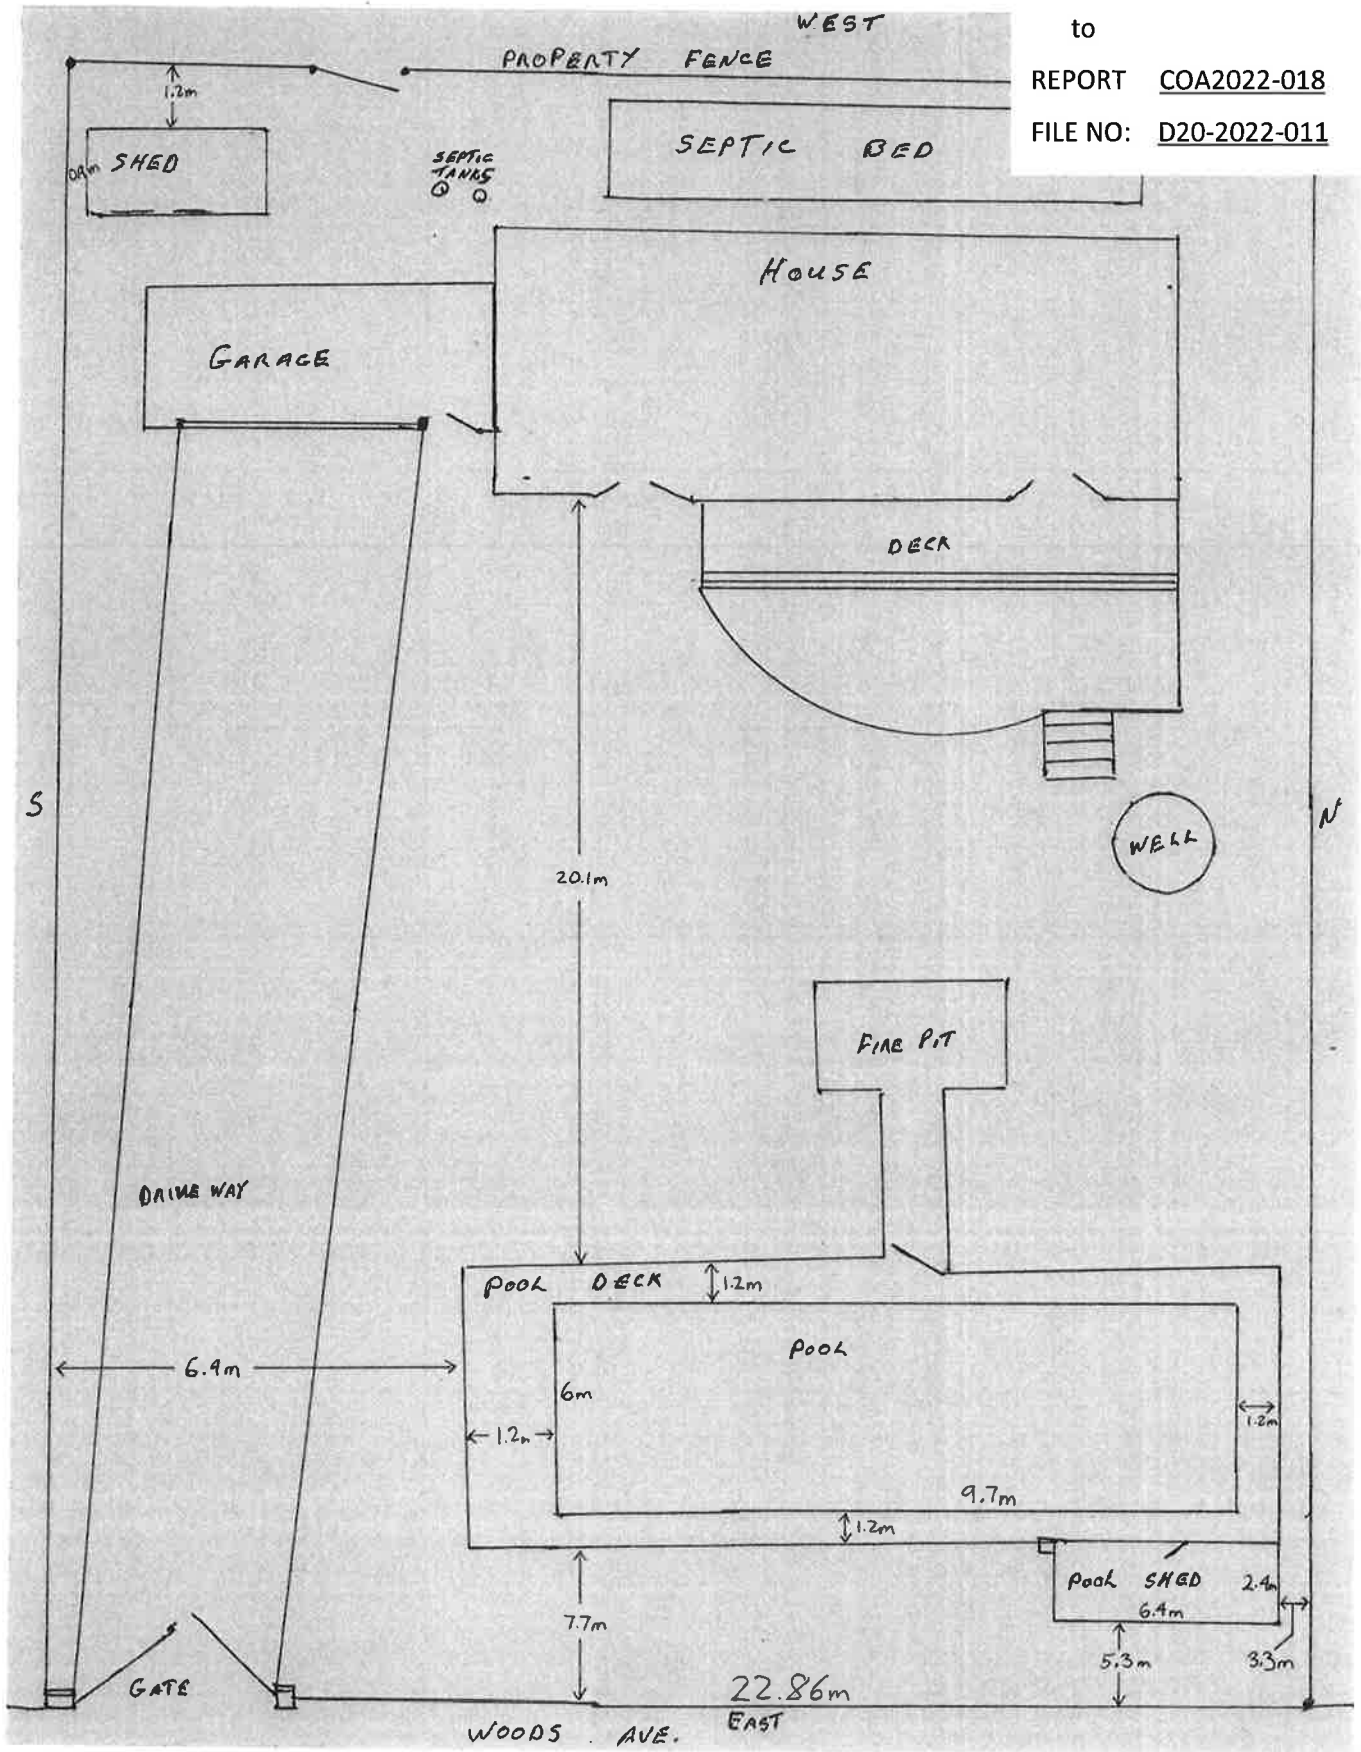 to
REPORT COA2022-018
FILE NO: D20-2022-011
WEST
PROPERTY FENCE
1.2m
0.9m
SHED
SEPTIC
TANKS
SEPTIC BED
HOUSE
GARAGE
DECK
S
N
WELL
20.1m
FIRE PIT
DRIVE WAY
POOL DECK
1.2m
POOL
6.4m
6m
1.2m
1.2m
9.7m
1.2m
POOL SHED
2.4m
6.4m
7.7m
5.3m
3.3m
GATE
22.86m
EAST
WOODS AVE.